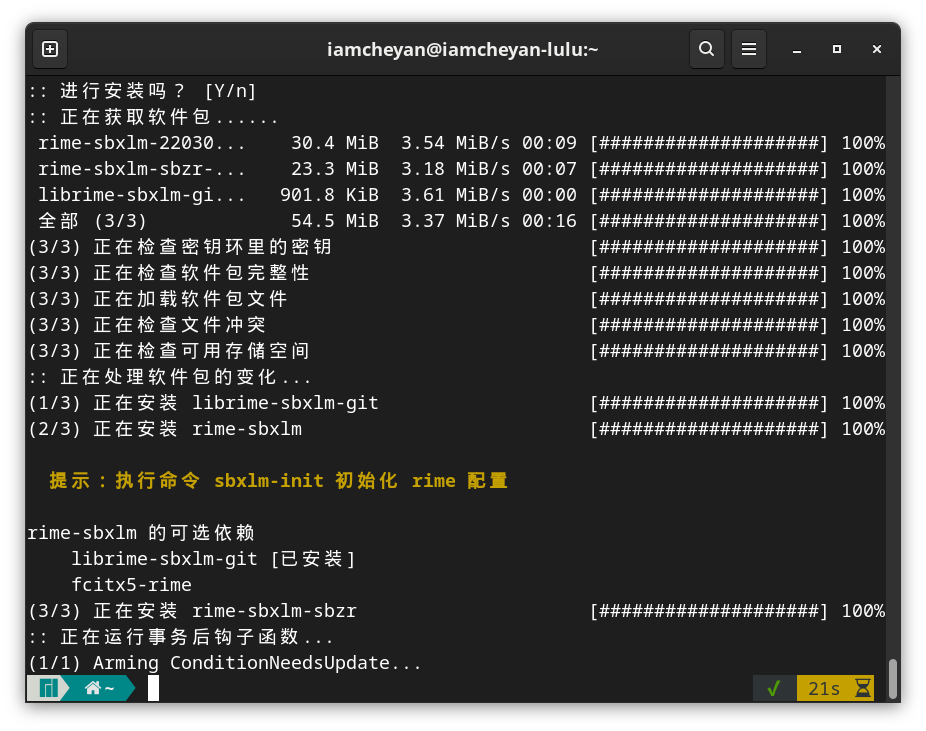 iamcheyan@iamcheyan-lulu:~
:: 进行安装吗？ [Y/n]
:: 正在获取软件包......
rime-sbxlm-22030... 30.4 MiB 3.54 MiB/s 00:09 [####################] 100%
rime-sbxlm-sbzr-... 23.3 MiB 3.18 MiB/s 00:07 [####################] 100%
librime-sbxlm-gi... 901.8 KiB 3.61 MiB/s 00:00 [####################] 100%
全部 (3/3) 54.5 MiB 3.37 MiB/s 00:16 [####################] 100%
(3/3) 正在检查密钥环里的密钥 [####################] 100%
(3/3) 正在检查软件包完整性 [####################] 100%
(3/3) 正在加载软件包文件 [####################] 100%
(3/3) 正在检查文件冲突 [####################] 100%
(3/3) 正在检查可用存储空间 [####################] 100%
:: 正在处理软件包的变化...
(1/3) 正在安装 librime-sbxlm-git [####################] 100%
(2/3) 正在安装 rime-sbxlm [####################] 100%
提示：执行命令 sbxlm-init 初始化 rime 配置
rime-sbxlm 的可选依赖
librime-sbxlm-git [已安装]
fcitx5-rime
(3/3) 正在安装 rime-sbxlm-sbzr [####################] 100%
:: 正在运行事务后钩子函数...
(1/1) Arming ConditionNeedsUpdate...
~ ✓ 21s